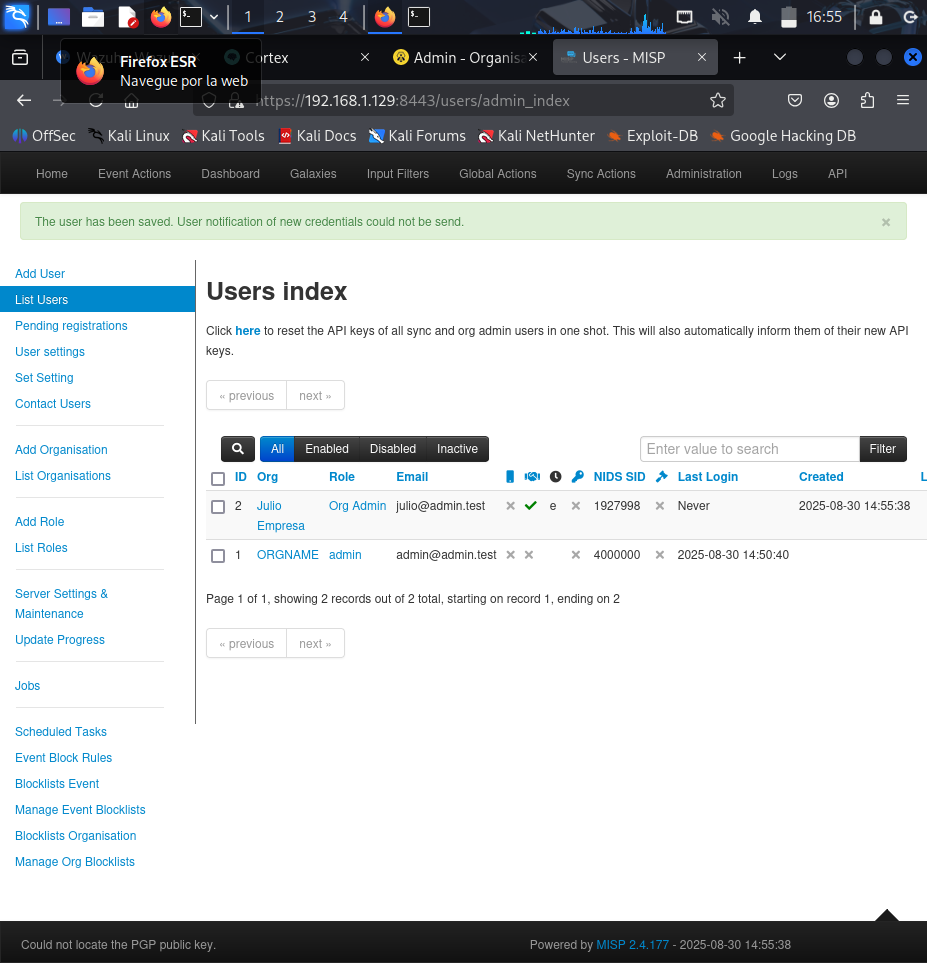 1 2 3 4 16:55
Cortex Admin - Organisa Users - MISP
Firefox ESR
Navegue por la web
https://192.168.1.129:8443/users/admin_index
OffSec Kali Linux Kali Tools Kali Docs Kali Forums Kali NetHunter Exploit-DB Google Hacking DB
Home Event Actions Dashboard Galaxies Input Filters Global Actions Sync Actions Administration Logs API
The user has been saved. User notification of new credentials could not be send. ×
Add User
List Users
Pending registrations
User settings
Set Setting
Contact Users
Add Organisation
List Organisations
Add Role
List Roles
Server Settings &
Maintenance
Update Progress
Jobs
Scheduled Tasks
Event Block Rules
Blocklists Event
Manage Event Blocklists
Blocklists Organisation
Manage Org Blocklists
Users index
Click here to reset the API keys of all sync and org admin users in one shot. This will also automatically inform them of their new API
keys.
« previous next »
All Enabled Disabled Inactive Enter value to search Filter
ID Org Role Email NIDS SID Last Login Created L
2 Julio Empresa Org Admin julio@admin.test e 1927998 Never 2025-08-30 14:55:38
1 ORGNAME admin admin@admin.test 4000000 2025-08-30 14:50:40
Page 1 of 1, showing 2 records out of 2 total, starting on record 1, ending on 2
« previous next »
Could not locate the PGP public key. Powered by MISP 2.4.177 - 2025-08-30 14:55:38